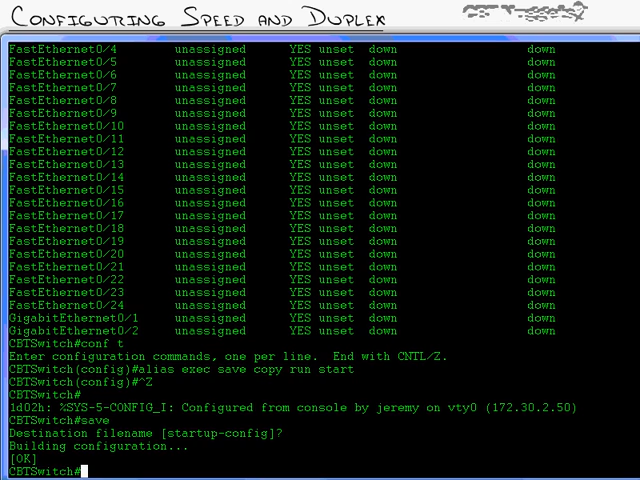 Configuring Speed and Duplex
FastEthernet0/4 unassigned YES unset down down
FastEthernet0/5 unassigned YES unset down down
FastEthernet0/6 unassigned YES unset down down
FastEthernet0/7 unassigned YES unset down down
FastEthernet0/8 unassigned YES unset down down
FastEthernet0/9 unassigned YES unset down down
FastEthernet0/10 unassigned YES unset down down
FastEthernet0/11 unassigned YES unset down down
FastEthernet0/12 unassigned YES unset down down
FastEthernet0/13 unassigned YES unset down down
FastEthernet0/14 unassigned YES unset down down
FastEthernet0/15 unassigned YES unset down down
FastEthernet0/16 unassigned YES unset down down
FastEthernet0/17 unassigned YES unset down down
FastEthernet0/18 unassigned YES unset down down
FastEthernet0/19 unassigned YES unset down down
FastEthernet0/20 unassigned YES unset down down
FastEthernet0/21 unassigned YES unset down down
FastEthernet0/22 unassigned YES unset down down
FastEthernet0/23 unassigned YES unset down down
FastEthernet0/24 unassigned YES unset down down
GigabitEthernet0/1 unassigned YES unset down down
GigabitEthernet0/2 unassigned YES unset down down
CBTSwitch#conf t
Enter configuration commands, one per line. End with CNTL/Z.
CBTSwitch(config)#alias exec save copy run start
CBTSwitch(config)#^Z
CBTSwitch#
1d02h: %SYS-5-CONFIG_I: Configured from console by jeremy on vty0 (172.30.2.50)
CBTSwitch#save
Destination filename [startup-config]?
Building configuration...
[OK]
CBTSwitch#